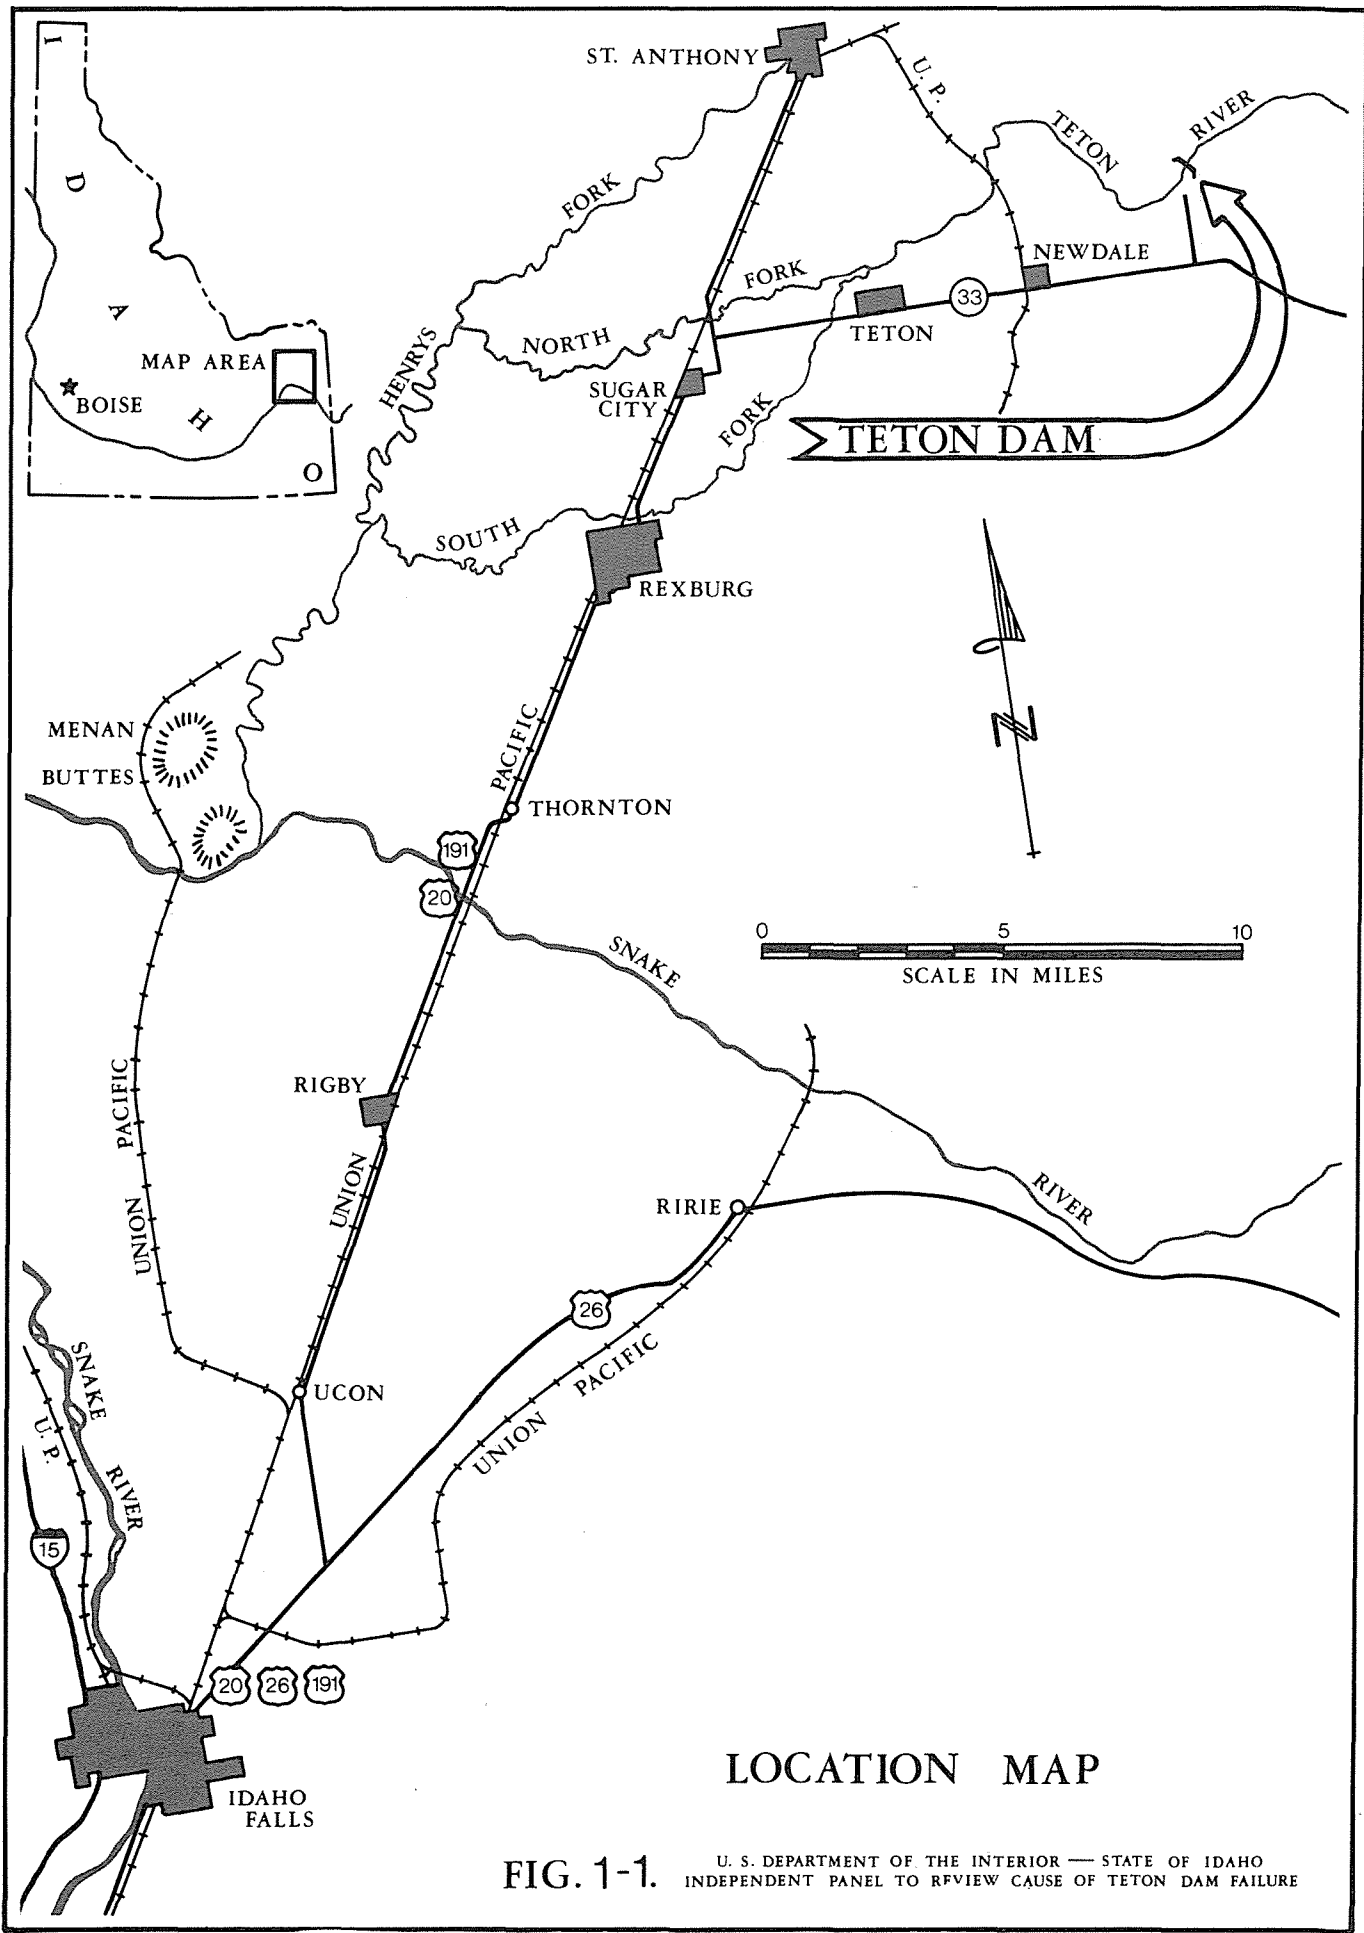 ST. ANTHONY
U. P.
TETON
RIVER
I
D
A
H
O
MAP AREA
BOISE
FORK
HENRYS
NORTH
FORK
NEWDALE
33
TETON
SUGAR
CITY
FORK
TETON DAM
SOUTH
REXBURG
N
MENAN
BUTTES
PACIFIC
THORNTON
191
20
SNAKE
0 5 10
SCALE IN MILES
RIGBY
PACIFIC
UNION
UNION
RIRIE
RIVER
26
UNION PACIFIC
UCON
SNAKE
RIVER
U. P.
15
20 26 191
IDAHO
FALLS
LOCATION MAP
FIG. 1-1.
U. S. DEPARTMENT OF THE INTERIOR — STATE OF IDAHO
INDEPENDENT PANEL TO REVIEW CAUSE OF TETON DAM FAILURE